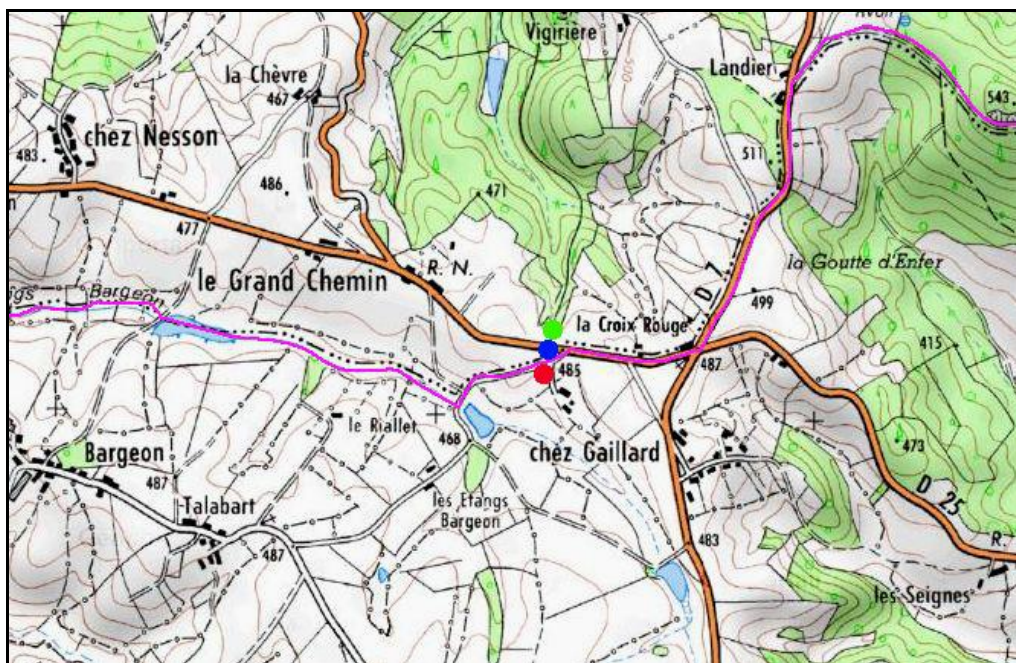 Vigirière
la Chèvre
467
Landier
543
chez Nesson
483
511
486
471
477
la Goutte d'Enfer
R. N.
D 7
le Grand Chemin
499
Bargeon
la Croix Rouge
415
485
487
le Riallet
468
Bargeon
487
chez Gaillard
473
Talabart
les Etangs
Bargeon
D 25
487
483
R.
les Seignes